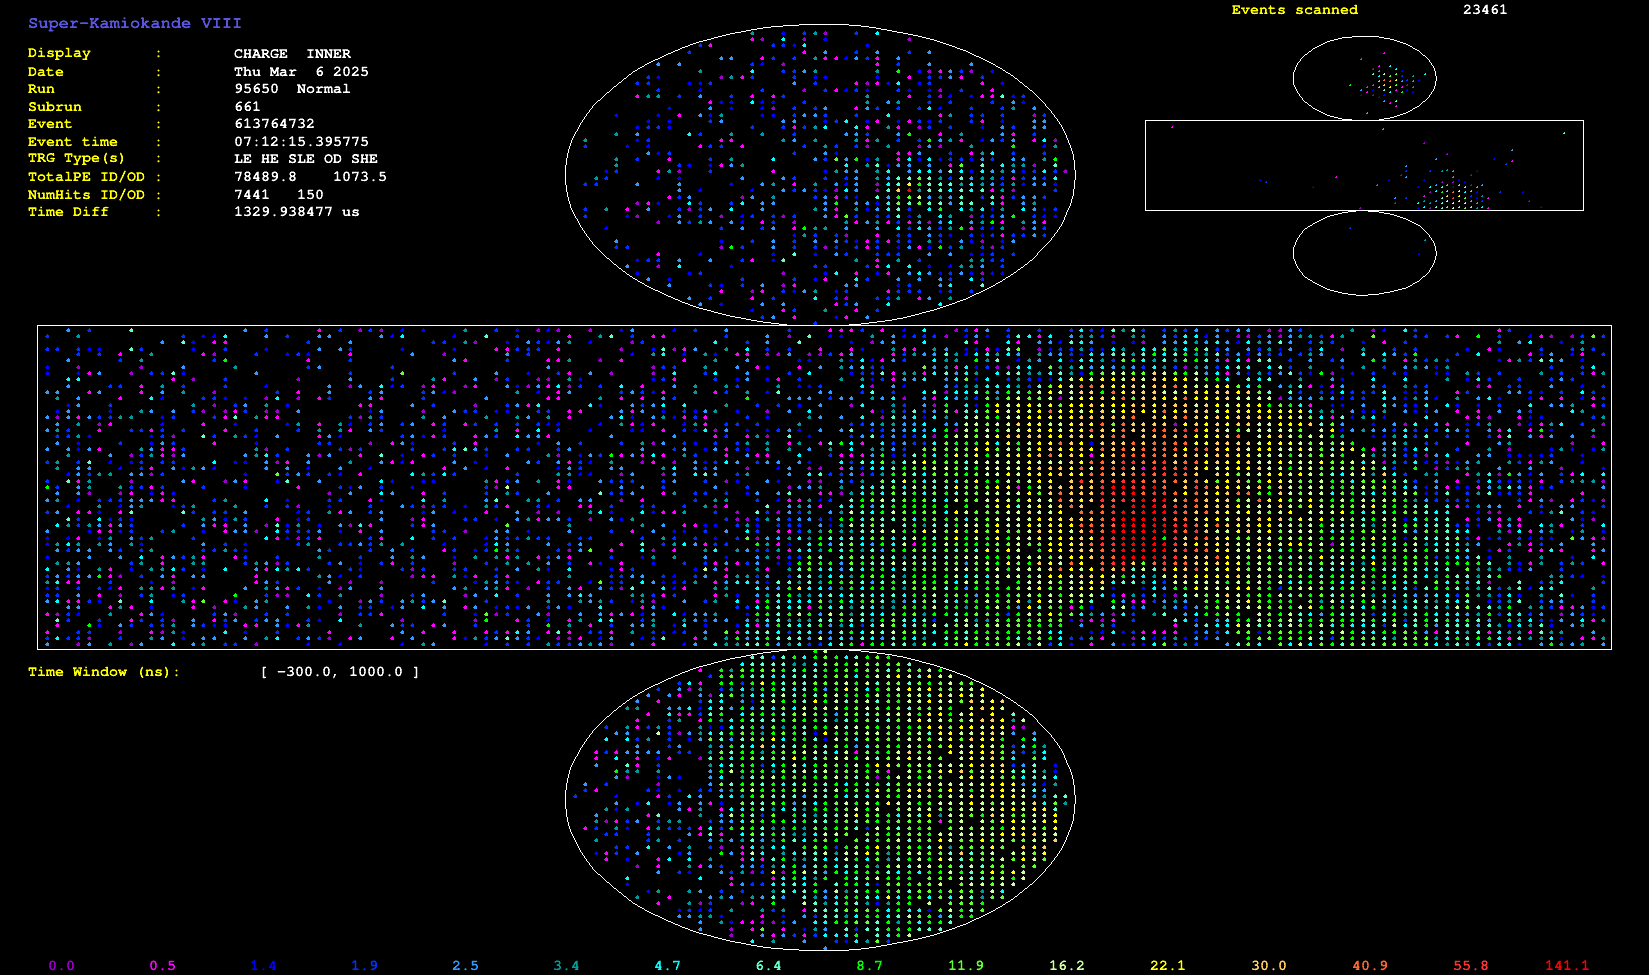 Super-Kamiokande VIII
Events scanned 23461
Display : CHARGE INNER
Date : Thu Mar 6 2025
Run : 95650 Normal
Subrun : 661
Event : 613764732
Event time : 07:12:15.395775
TRG Type(s) : LE HE SLE OD SHE
TotalPE ID/OD : 78489.8 1073.5
NumHits ID/OD : 7441 150
Time Diff : 1329.938477 us
Time Window (ns): [ -300.0, 1000.0 ]
0.0 0.5 1.4 1.9 2.5 3.4 4.7 6.4 8.7 11.9 16.2 22.1 30.0 40.9 55.8 141.1